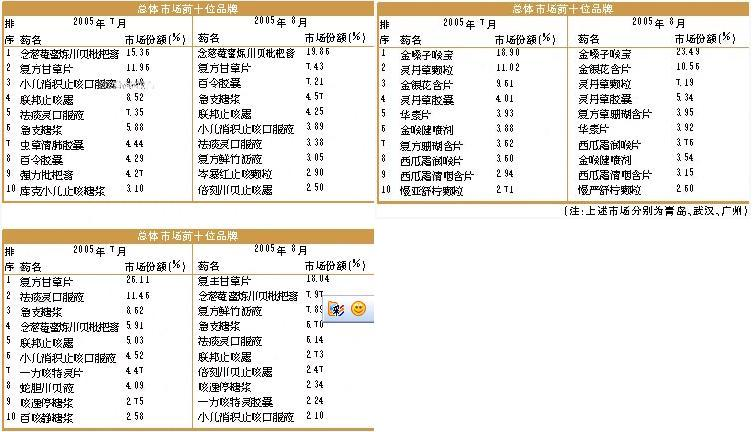 总体市场前十位品牌
排序 2005年7月 2005年8月
药名 市场份额(%) 药名 市场份额(%)
1 念慈菴蜜炼川贝枇杷膏 15.36 念慈菴蜜炼川贝枇杷膏 19.86
2 复方甘草片 11.96 复方甘草片 7.43
3 小儿消积止咳口服液 百令胶囊 7.21
4 联邦止咳露 8.52 急支糖浆 4.57
5 祛痰灵口服液 7.35 联邦止咳露 4.25
6 急支糖浆 5.88 小儿消积止咳口服液 3.89
7 虫草清肺胶囊 4.44 祛痰灵口服液 3.38
8 百令胶囊 4.29 复方鲜竹沥液 3.05
9 强力枇杷膏 4.27 岑暴红止咳颗粒 2.90
10 库克小儿止咳糖浆 3.10 倍刻川贝止咳露 2.50
总体市场前十位品牌
排序 2005年7月 2005年8月
药名 市场份额(%) 药名 市场份额(%)
1 金嗓子喉宝 18.90 金嗓子喉宝 23.49
2 灵丹草颗粒 11.02 金银花含片 10.56
3 金银花含片 9.61 灵丹草颗粒 7.19
4 灵丹草胶囊 4.01 灵丹草胶囊 5.34
5 华素片 3.93 复方草珊瑚含片 3.95
6 金喉健喷剂 3.88 华素片 3.92
7 复方珊瑚含片 3.62 西瓜霜润喉片 3.76
8 西瓜霜润喉片 3.60 金喉健喷剂 3.54
9 西瓜霜清咽含片 2.94 西瓜霜清咽含片 3.15
10 慢严舒柠颗粒 2.71 慢严舒柠颗粒 2.60
(注:上述市场分别为青岛、武汉、广州)
总体市场前十位品牌
排序 2005年7月 2005年8月
药名 市场份额(%) 药名 市场份额(%)
1 复方甘草片 26.11 复主甘草片 18.04
2 祛痰灵口服液 11.46 念慈菴蜜炼川贝枇杷膏 7.97
3 急支糖浆 8.62 复方鲜竹沥液 7.89
4 念慈菴蜜炼川贝枇杷膏 5.91 急支糖浆 6.70
5 联邦止咳露 5.03 祛痰灵口服液 6.14
6 小儿消积止咳口服液 4.52 联邦止咳露 2.73
7 一力咳特灵片 4.47 倍刻川贝止咳露 2.47
8 蛇胆川贝液 4.09 咳速停糖浆 2.34
9 咳速停糖浆 2.75 一力咳特灵胶囊 2.24
10 百咳静糖浆 2.58 小儿消积止咳口服液 2.10